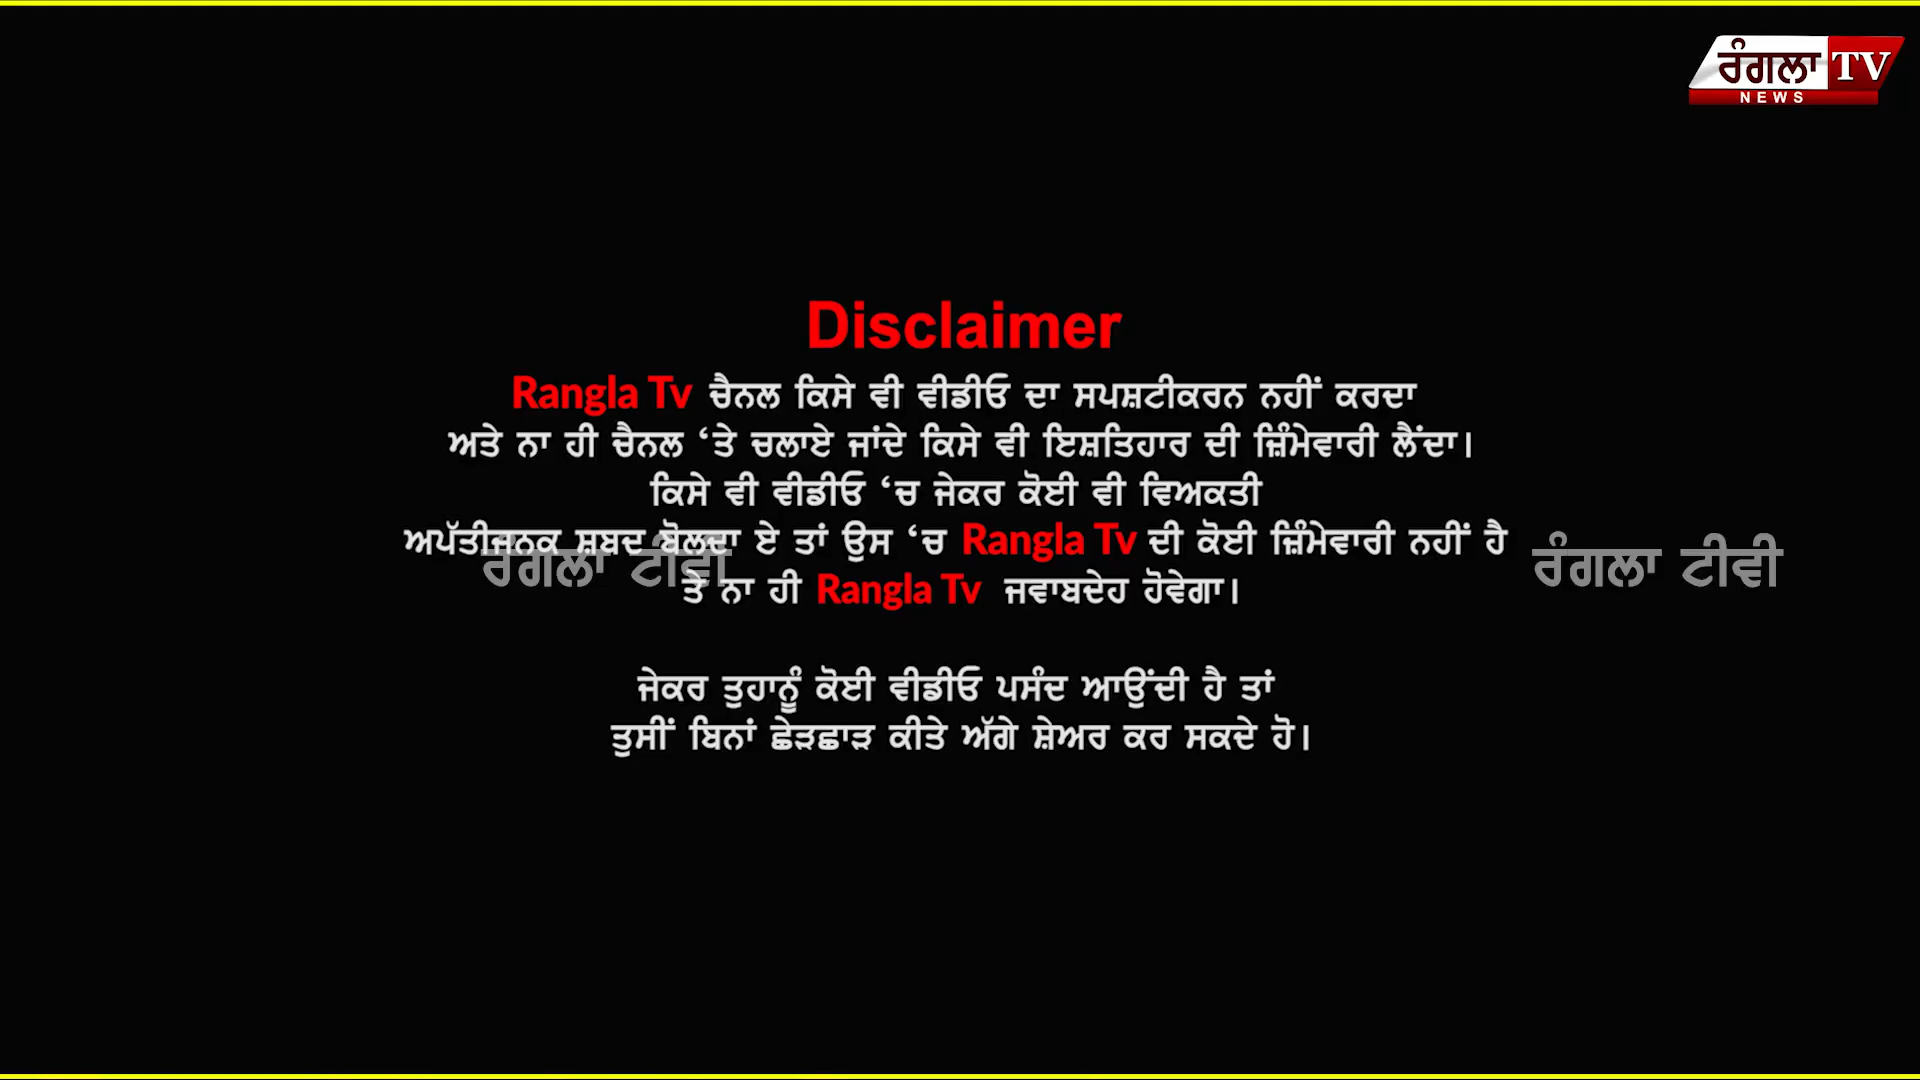 ਰੰਗਲਾ TV
NEWS
Disclaimer
Rangla Tv ਚੈਨਲ ਕਿਸੇ ਵੀ ਵੀਡੀਓ ਦਾ ਸਪਸ਼ਟੀਕਰਨ ਨਹੀਂ ਕਰਦਾ
ਅਤੇ ਨਾ ਹੀ ਚੈਨਲ ‘ਤੇ ਚਲਾਏ ਜਾਂਦੇ ਕਿਸੇ ਵੀ ਇਸ਼ਤਿਹਾਰ ਦੀ ਜ਼ਿੰਮੇਵਾਰੀ ਲੈਂਦਾ।
ਕਿਸੇ ਵੀ ਵੀਡੀਓ ‘ਚ ਜੇਕਰ ਕੋਈ ਵੀ ਵਿਅਕਤੀ
ਅਪੱਤੀਜਨਕ ਸ਼ਬਦ ਬੋਲਦਾ ਏ ਤਾਂ ਉਸ ‘ਚ Rangla Tv ਦੀ ਕੋਈ ਜ਼ਿੰਮੇਵਾਰੀ ਨਹੀਂ ਹੈ
ਰੰਗਲਾ ਟੀਵੀ
ਰੰਗਲਾ ਟੀਵੀ
ਤੇ ਨਾ ਹੀ Rangla Tv ਜਵਾਬਦੇਹ ਹੋਵੇਗਾ।
ਜੇਕਰ ਤੁਹਾਨੂੰ ਕੋਈ ਵੀਡੀਓ ਪਸੰਦ ਆਉਂਦੀ ਹੈ ਤਾਂ
ਤੁਸੀਂ ਬਿਨਾਂ ਛੇੜਛਾੜ ਕੀਤੇ ਅੱਗੇ ਸ਼ੇਅਰ ਕਰ ਸਕਦੇ ਹੋ।